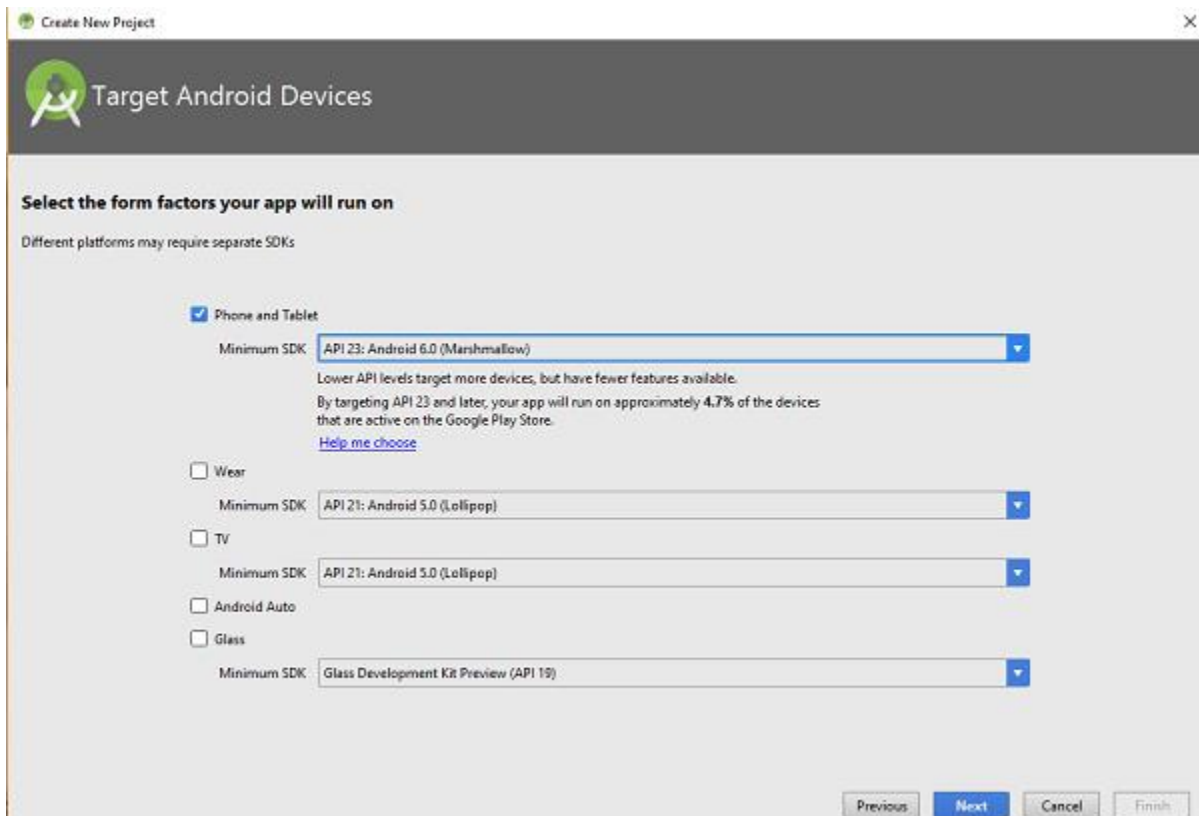 Create New Project
Target Android Devices
Select the form factors your app will run on
Different platforms may require separate SDKs
Phone and Tablet
Minimum SDK API 23: Android 6.0 (Marshmallow)
Lower API levels target more devices, but have fewer features available.
By targeting API 23 and later, your app will run on approximately 4.7% of the devices
that are active on the Google Play Store.
Help me choose
Wear
Minimum SDK API 21: Android 5.0 (Lollipop)
TV
Minimum SDK API 21: Android 5.0 (Lollipop)
Android Auto
Glass
Minimum SDK Glass Development Kit Preview (API 19)
Previous Next Cancel Finish